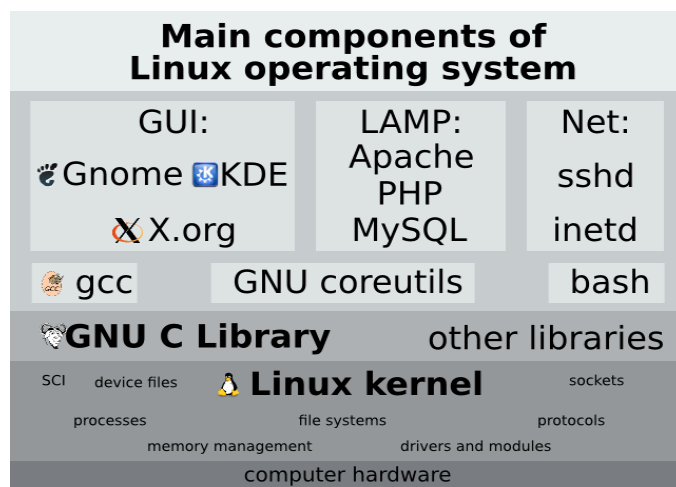 Main components of
Linux operating system
GUI:
Gnome KDE
X.org
LAMP:
Apache
PHP
MySQL
Net:
sshd
inetd
GCC
gcc
GNU coreutils
bash
GNU C Library
other libraries
SCI
device files
Linux kernel
sockets
processes
file systems
protocols
memory management
drivers and modules
computer hardware